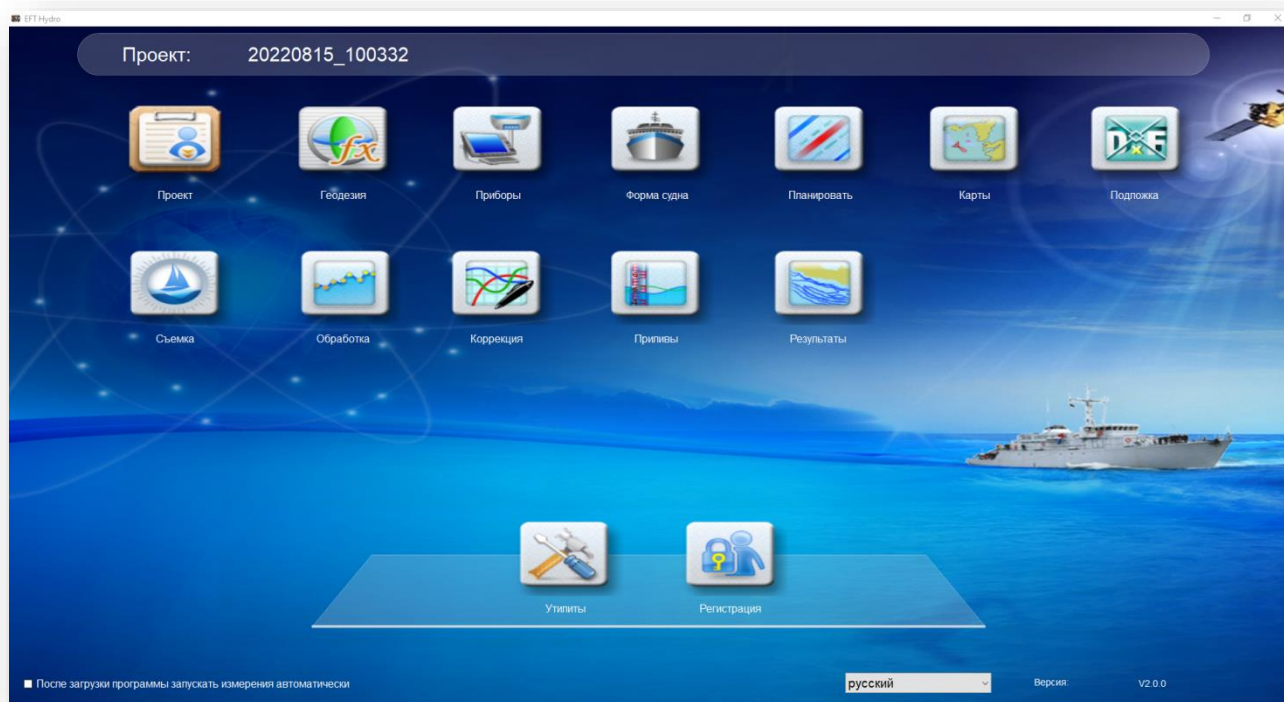 EFT Hydro
Проект: 20220815_100332
Проект Геодезия Приборы Форма судна Планировать Карты Подложка
DXF
Съемка Обработка Коррекция Приливы Результаты
Утилиты Регистрация
После загрузки программы запускать измерения автоматически русский Версия: V2.0.0